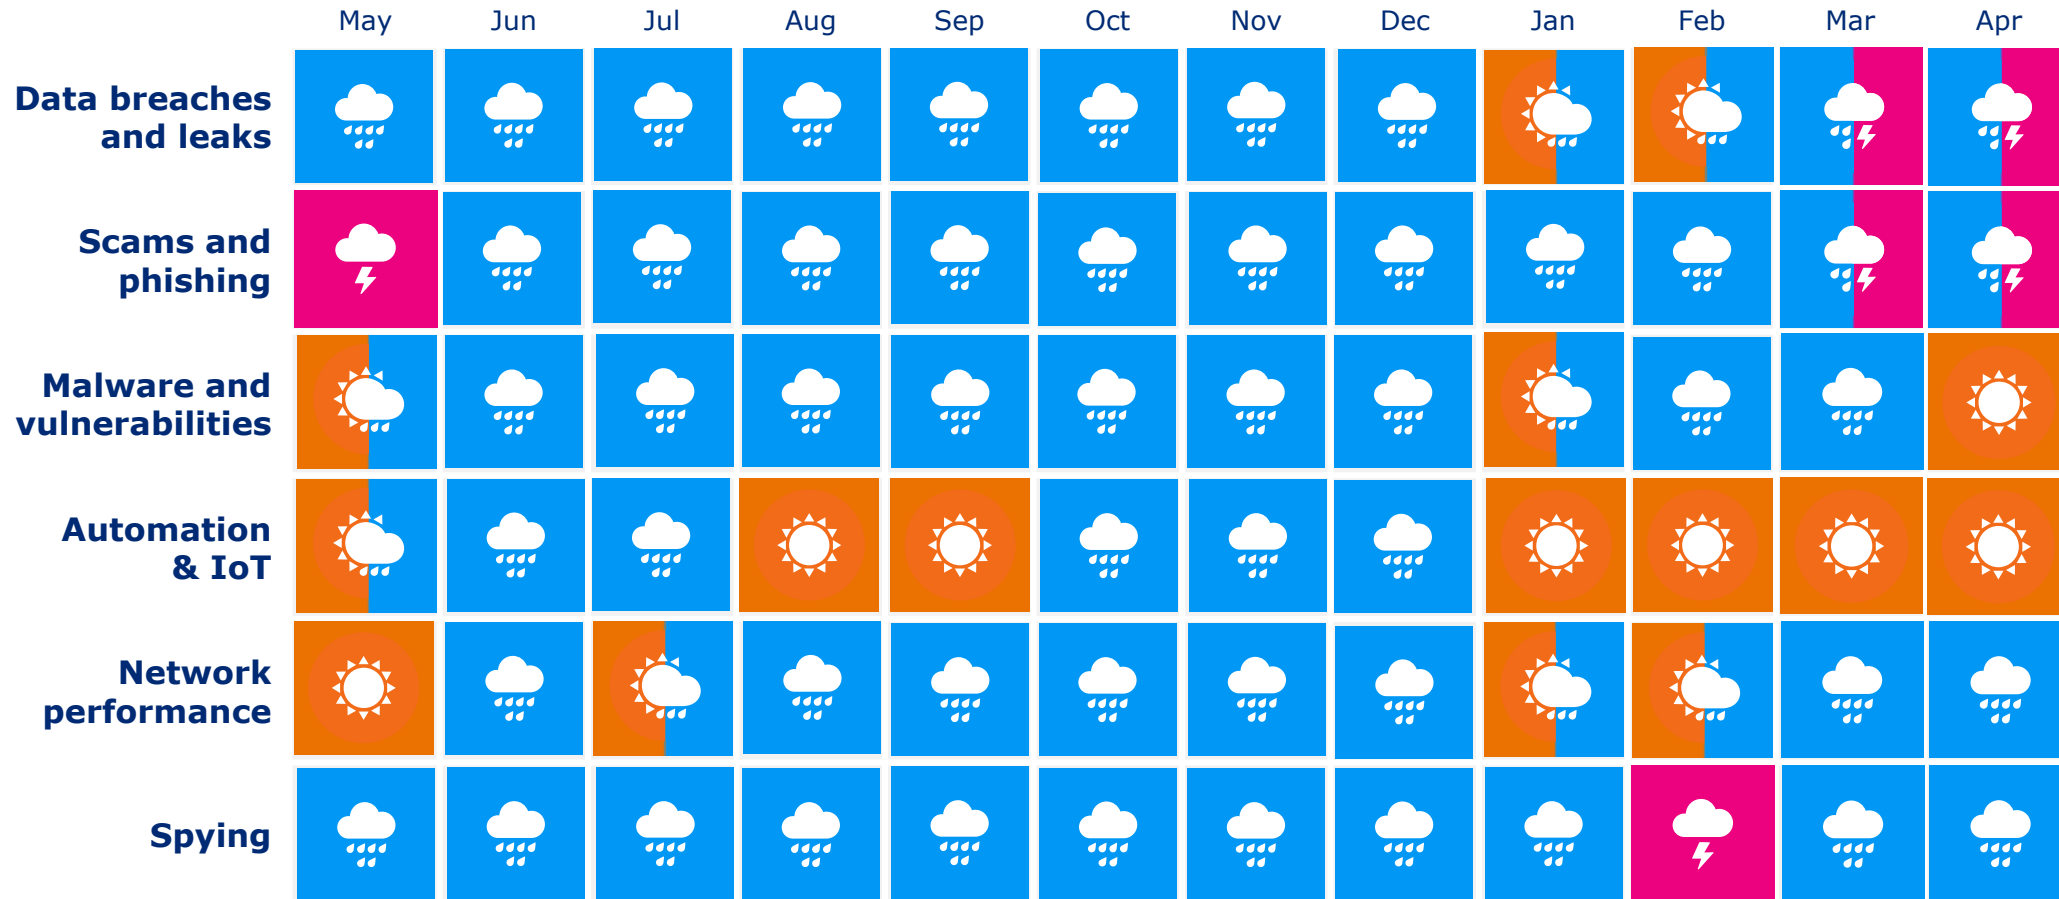 May Jun Jul Aug Sep Oct Nov Dec Jan Feb Mar Apr
Data breaches
and leaks
Scams and
phishing
Malware and
vulnerabilities
Automation
& IoT
Network
performance
Spying